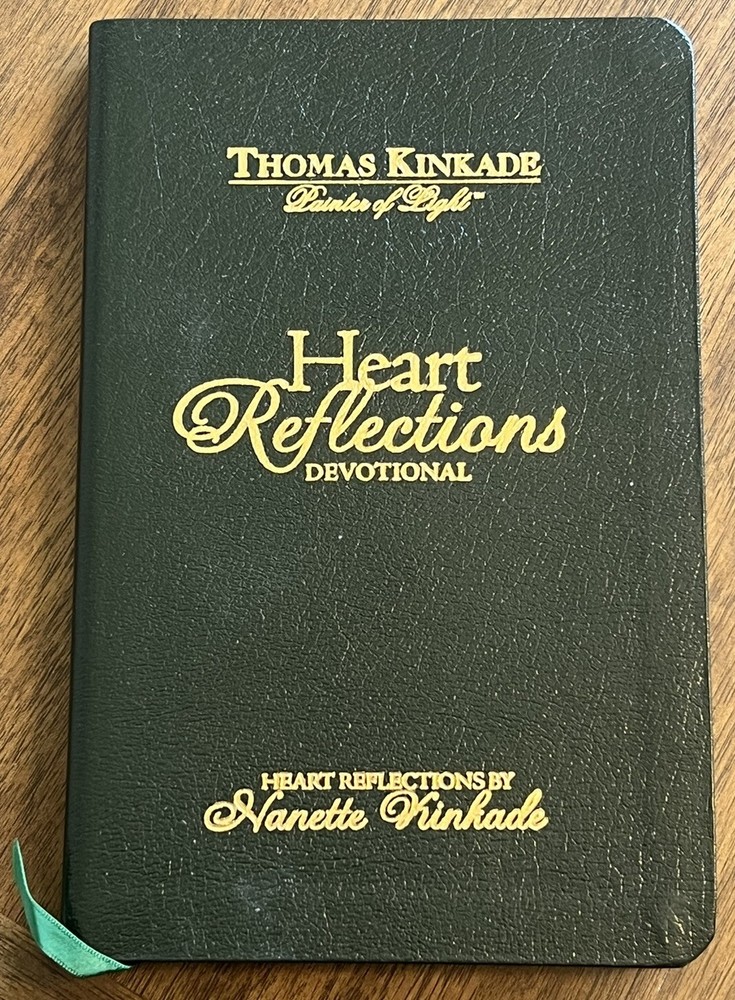 THOMAS KINKADE
Painter of Light™
Heart
Reflections
DEVOTIONAL
HEART REFLECTIONS BY
Nanette Kinkade